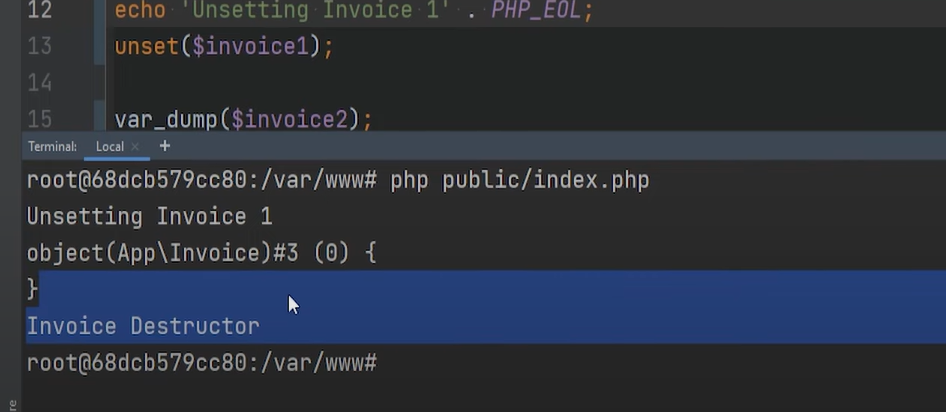 12 echo 'Unsetting Invoice 1' . PHP_EOL;
13 unset($invoice1);
14
15 var_dump($invoice2);
Terminal: Local × +
root@68dcb579cc80:/var/www# php public/index.php
Unsetting Invoice 1
object(App\Invoice)#3 (0) {
}
Invoice Destructor
root@68dcb579cc80:/var/www#
re